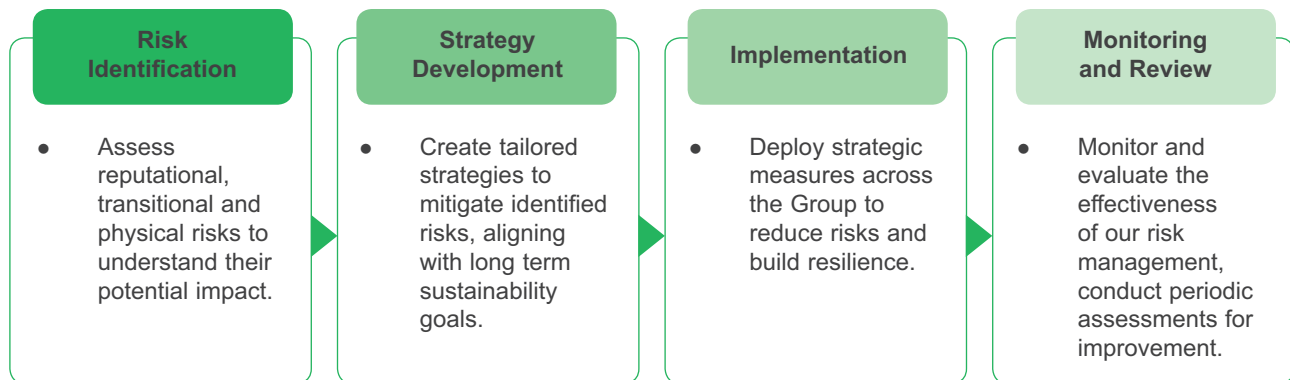 Risk
Identification
● Assess
reputational,
transitional and
physical risks to
understand their
potential impact.
Strategy
Development
● Create tailored
strategies to
mitigate identified
risks, aligning
with long term
sustainability
goals.
Implementation
● Deploy strategic
measures across
the Group to
reduce risks and
build resilience.
Monitoring
and Review
● Monitor and
evaluate the
effectiveness
of our risk
management,
conduct periodic
assessments for
improvement.